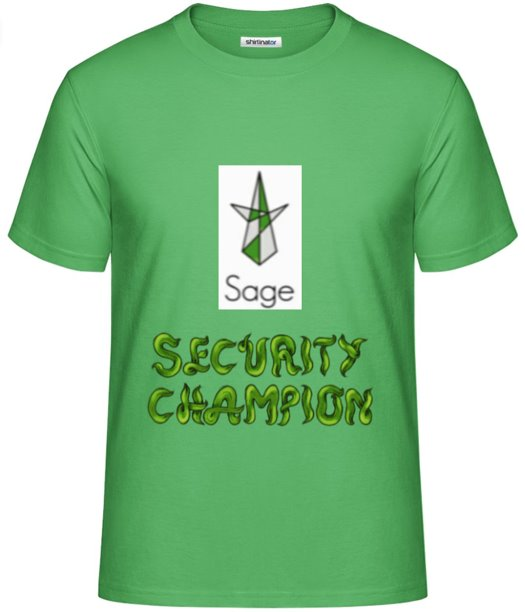 shirtinator
Sage
SECURITY
CHAMPION